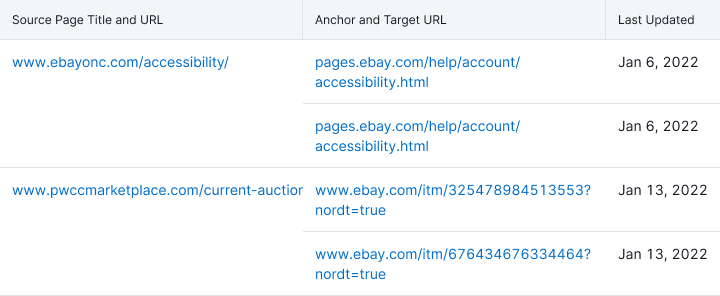 Source Page Title and URL Anchor and Target URL Last Updated
www.ebayonc.com/accessibility/ pages.ebay.com/help/account/ Jan 6, 2022
accessibility.html
pages.ebay.com/help/account/ Jan 6, 2022
accessibility.html
www.pwccmarketplace.com/current-auction www.ebay.com/itm/325478984513553? Jan 13, 2022
nordt=true
www.ebay.com/itm/676434676334464? Jan 13, 2022
nordt=true